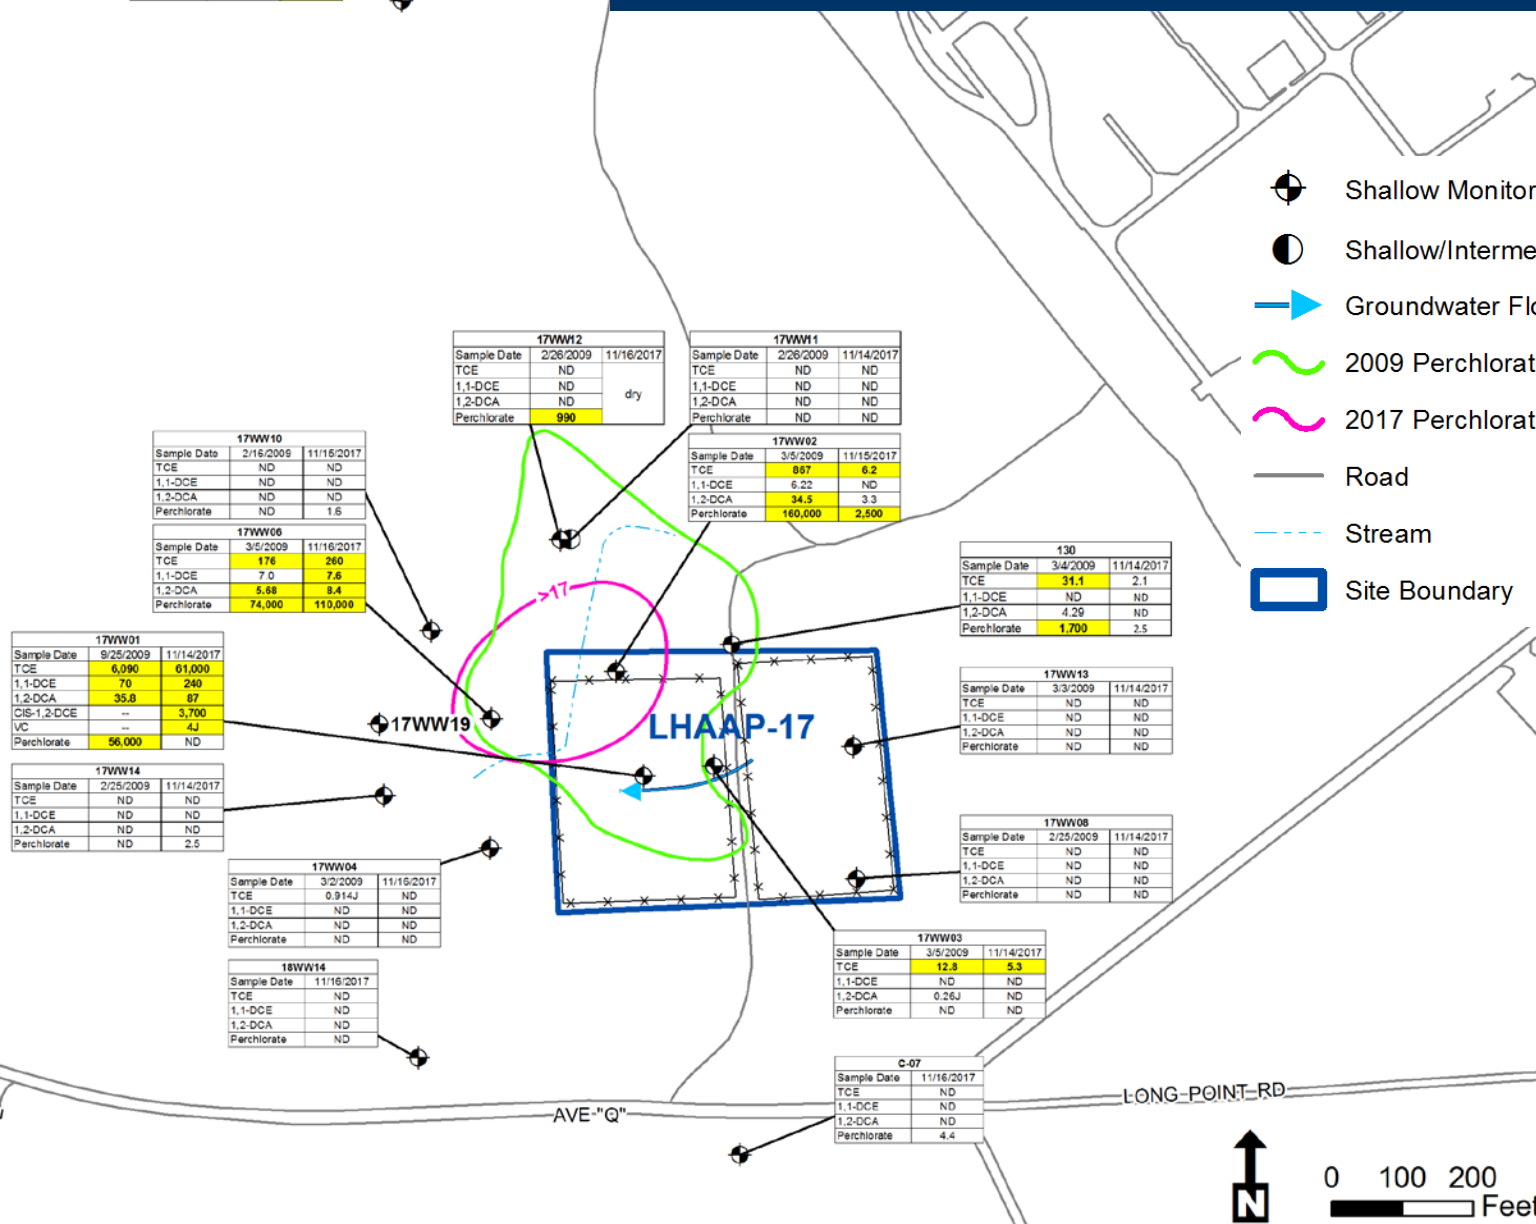 Shallow Monitor
Shallow/Interme
Groundwater Flo
2009 Perchlorat
2017 Perchlorat
Road
Stream
Site Boundary
17WW12
Sample Date 2/26/2009 11/16/2017
TCE ND dry
1,1-DCE ND
1,2-DCA ND
Perchlorate 990
17WW11
Sample Date 2/26/2009 11/14/2017
TCE ND ND
1,1-DCE ND ND
1,2-DCA ND ND
Perchlorate ND ND
17WW10
Sample Date 2/16/2009 11/15/2017
TCE ND ND
1,1-DCE ND ND
1,2-DCA ND ND
Perchlorate ND 1.6
17WW02
Sample Date 3/5/2009 11/15/2017
TCE 867 6.2
1,1-DCE 6.22 ND
1,2-DCA 34.5 3.3
Perchlorate 160,000 2,500
17WW06
Sample Date 3/5/2009 11/16/2017
TCE 176 260
1,1-DCE 7.0 7.6
1,2-DCA 5.68 8.4
Perchlorate 74,000 110,000
130
Sample Date 3/4/2009 11/14/2017
TCE 31.1 2.1
1,1-DCE ND ND
1,2-DCA 4.29 ND
Perchlorate 1,700 2.5
>17
17WW01
Sample Date 9/25/2009 11/14/2017
TCE 6,090 61,000
1,1-DCE 70 240
1,2-DCA 35.8 87
CIS-1,2-DCE -- 3,700
VC -- 4J
Perchlorate 56,000 ND
17WW19
LHAAP-17
17WW13
Sample Date 3/3/2009 11/14/2017
TCE ND ND
1,1-DCE ND ND
1,2-DCA ND ND
Perchlorate ND ND
17WW14
Sample Date 2/25/2009 11/14/2017
TCE ND ND
1,1-DCE ND ND
1,2-DCA ND ND
Perchlorate ND 2.5
17WW08
Sample Date 2/25/2009 11/14/2017
TCE ND ND
1,1-DCE ND ND
1,2-DCA ND ND
Perchlorate ND ND
17WW04
Sample Date 3/2/2009 11/16/2017
TCE 0.914J ND
1,1-DCE ND ND
1,2-DCA ND ND
Perchlorate ND ND
17WW03
Sample Date 3/5/2009 11/14/2017
TCE 12.8 5.3
1,1-DCE ND ND
1,2-DCA 0.26J ND
Perchlorate ND ND
18WW14
Sample Date 11/16/2017
TCE ND
1,1-DCE ND
1,2-DCA ND
Perchlorate ND
C-07
Sample Date 11/16/2017
TCE ND
1,1-DCE ND
1,2-DCA ND
Perchlorate 4.4
AVE "Q"
LONG POINT RD
N
0 100 200
Feet